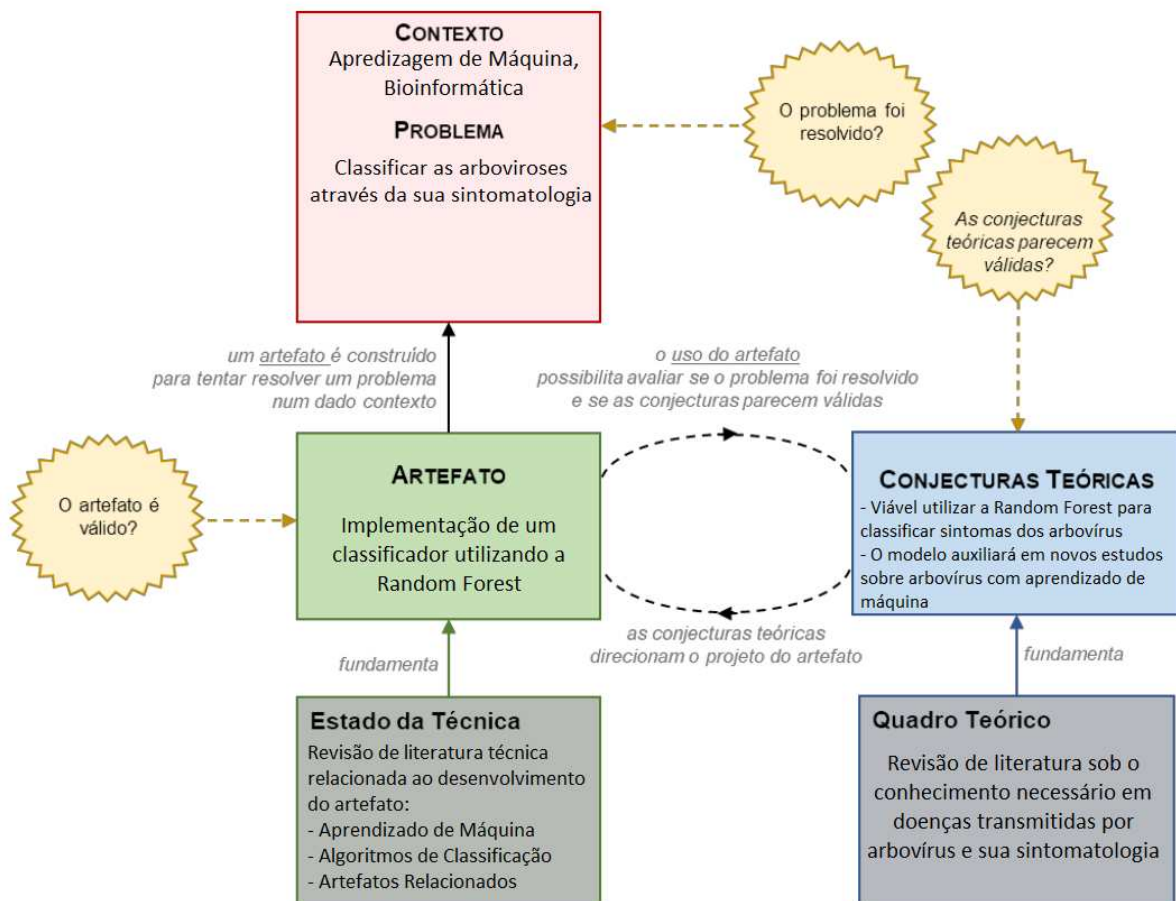 CONTEXTO
Apredizagem de Máquina,
Bioinformática
PROBLEMA
Classificar as arboviroses
através da sua sintomatologia
O problema foi
resolvido?
As conjecturas
teóricas parecem
válidas?
um artefato é construído
para tentar resolver um problema
num dado contexto
o uso do artefato
possibilita avaliar se o problema foi resolvido
e se as conjecturas parecem válidas
O artefato é
válido?
ARTEFATO
Implementação de um
classificador utilizando a
Random Forest
CONJECTURAS TEÓRICAS
- Viável utilizar a Random Forest para
classificar sintomas dos arbovírus
- O modelo auxiliará em novos estudos
sobre arbovírus com aprendizado de
máquina
as conjecturas teóricas
direcionam o projeto do artefato
fundamenta
fundamenta
Estado da Técnica
Revisão de literatura técnica
relacionada ao desenvolvimento
do artefato:
- Aprendizado de Máquina
- Algoritmos de Classificação
- Artefatos Relacionados
Quadro Teórico
Revisão de literatura sob o
conhecimento necessário em
doenças transmitidas por
arbovírus e sua sintomatologia